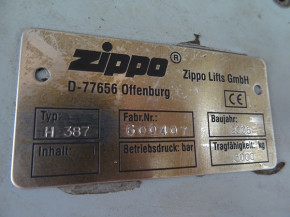 zippo ®
Zippo Lifts GmbH
D-77656 Offenburg
Typ: Fabr.Nr.: Baujahr:
H 387
Inhalt: Betriebsdruck: bar Tragfähigkeit: kg
CE